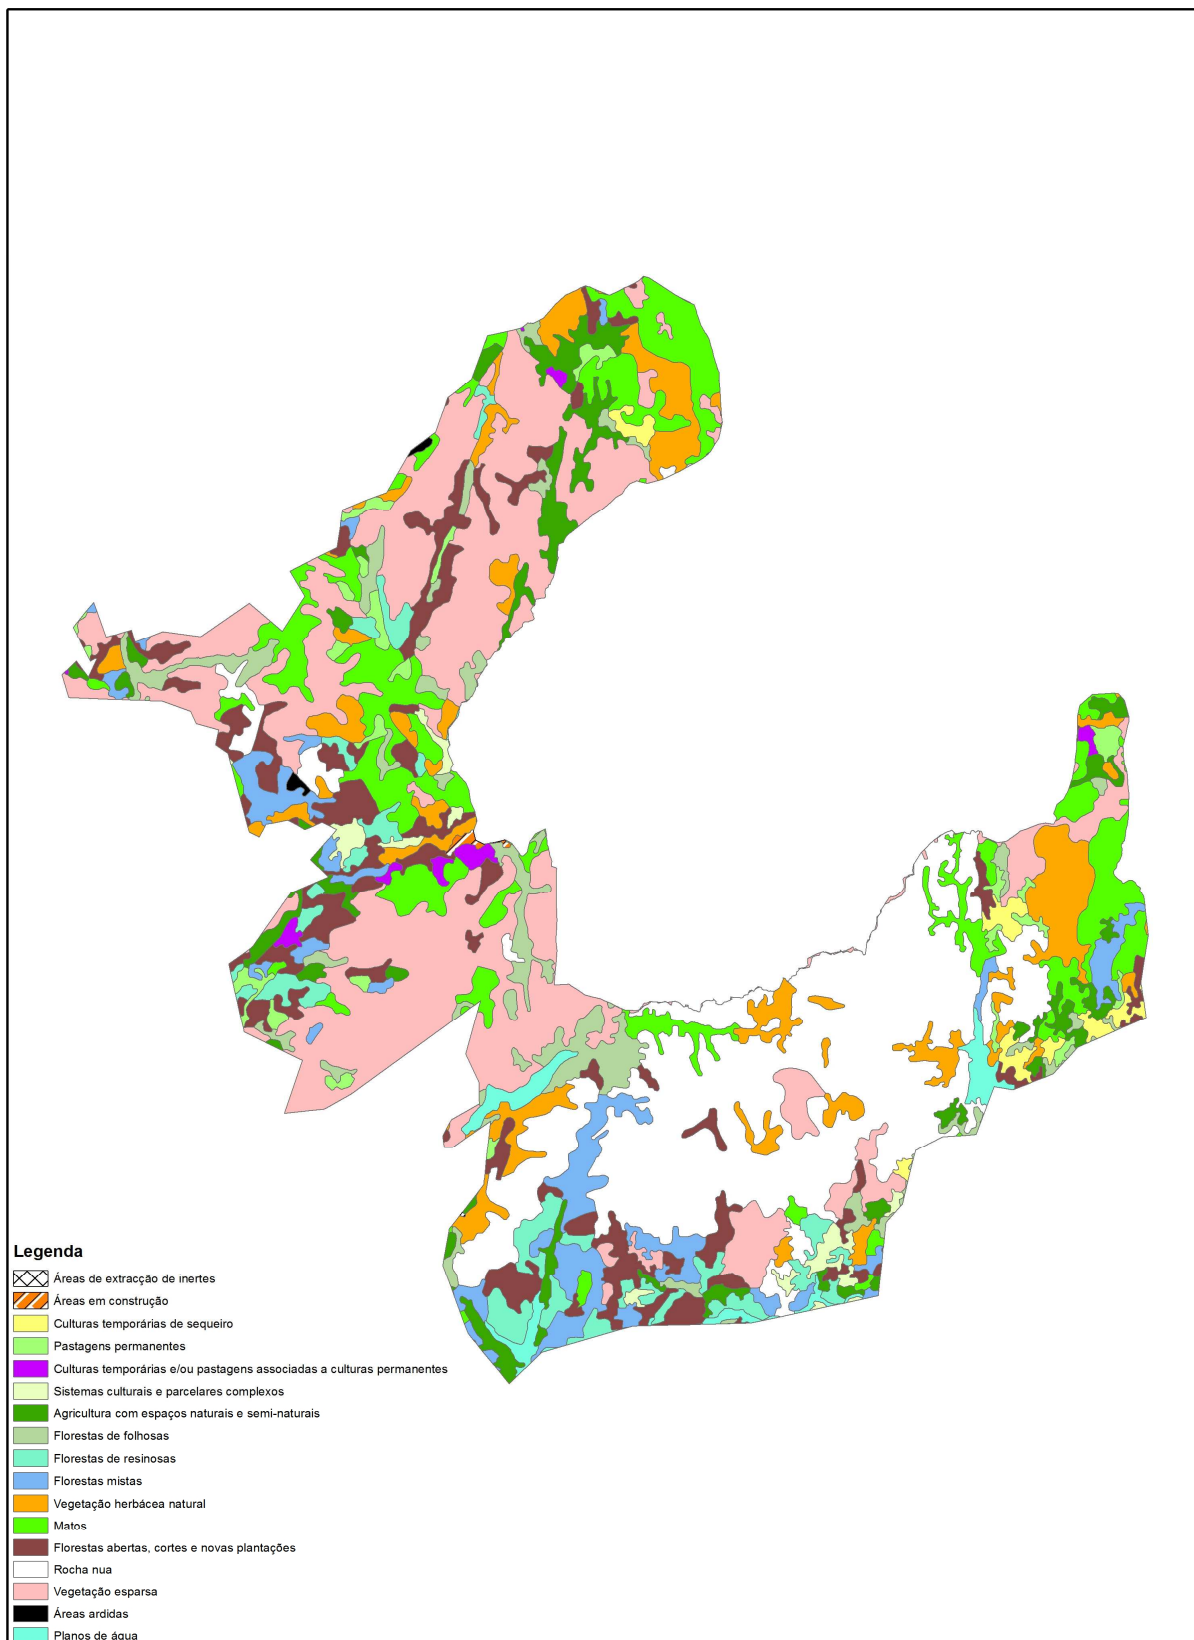 Legenda
Áreas de extracção de inertes
Áreas em construção
Culturas temporárias de sequeiro
Pastagens permanentes
Culturas temporárias e/ou pastagens associadas a culturas permanentes
Sistemas culturais e parcelares complexos
Agricultura com espaços naturais e semi-naturais
Florestas de folhosas
Florestas de resinosas
Florestas mistas
Vegetação herbácea natural
Matos
Florestas abertas, cortes e novas plantações
Rocha nua
Vegetação esparsa
Áreas ardidas
Planos de água